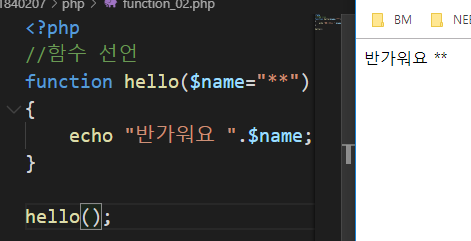 1840207 > php > function_02.php
<?php
//함수 선언
function hello($name="**")
{
    echo "반가워요 ".$name;
}
hello();
BM
반가워요 **